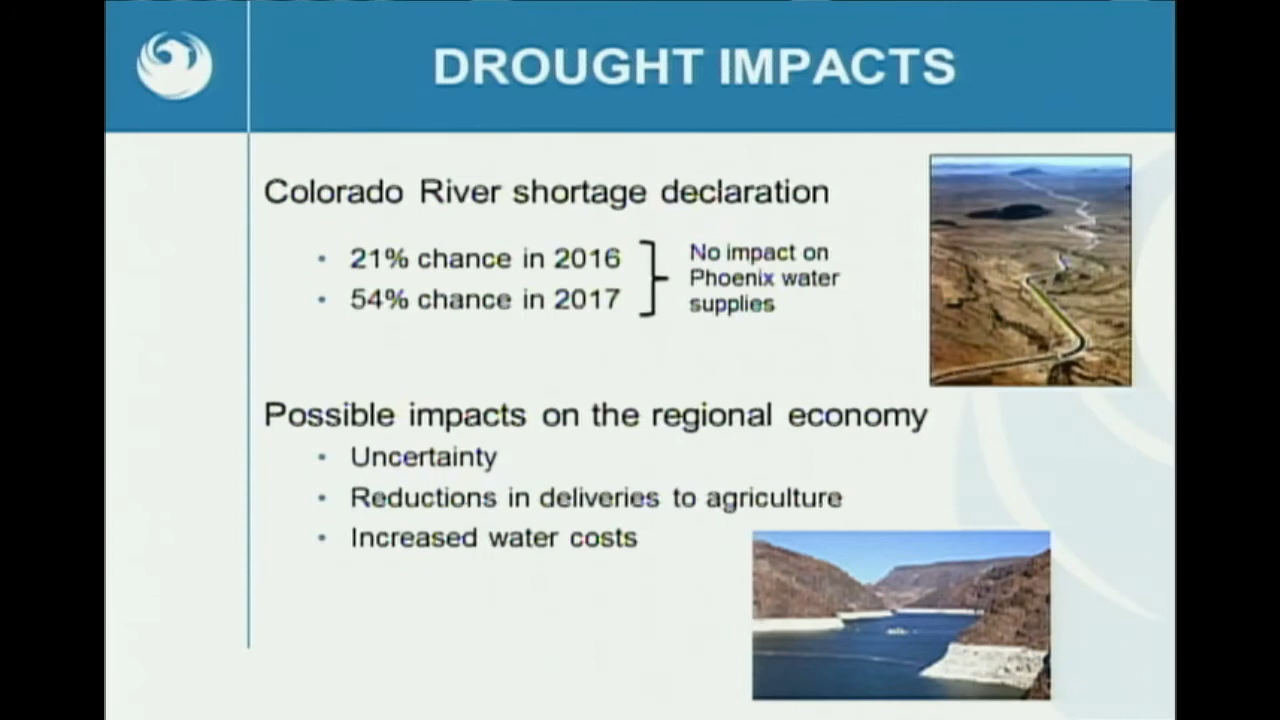 DROUGHT IMPACTS
Colorado River shortage declaration
• 21% chance in 2016
• 54% chance in 2017
No impact on
Phoenix water
supplies
Possible impacts on the regional economy
• Uncertainty
• Reductions in deliveries to agriculture
• Increased water costs